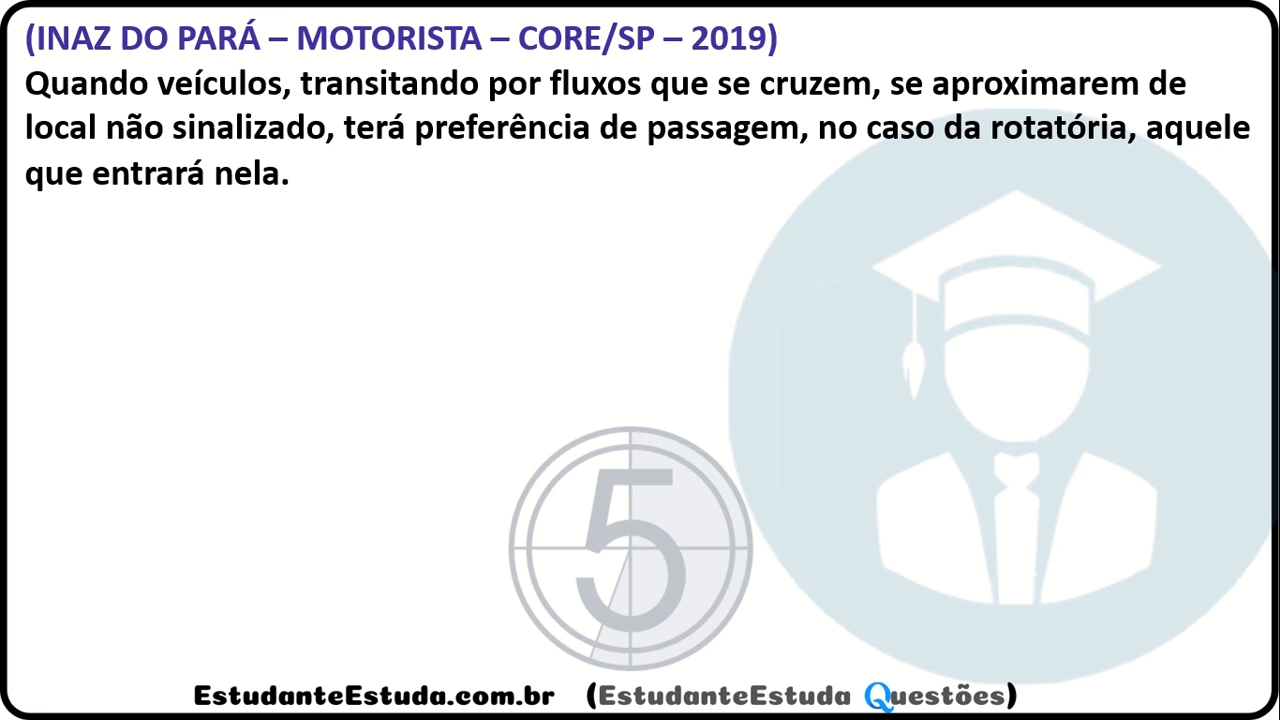 (INAZ DO PARÁ – MOTORISTA – CORE/SP – 2019)
Quando veículos, transitando por fluxos que se cruzem, se aproximarem de
local não sinalizado, terá preferência de passagem, no caso da rotatória, aquele
que entrará nela.
5
EstudanteEstuda.com.br (EstudanteEstuda Questões)